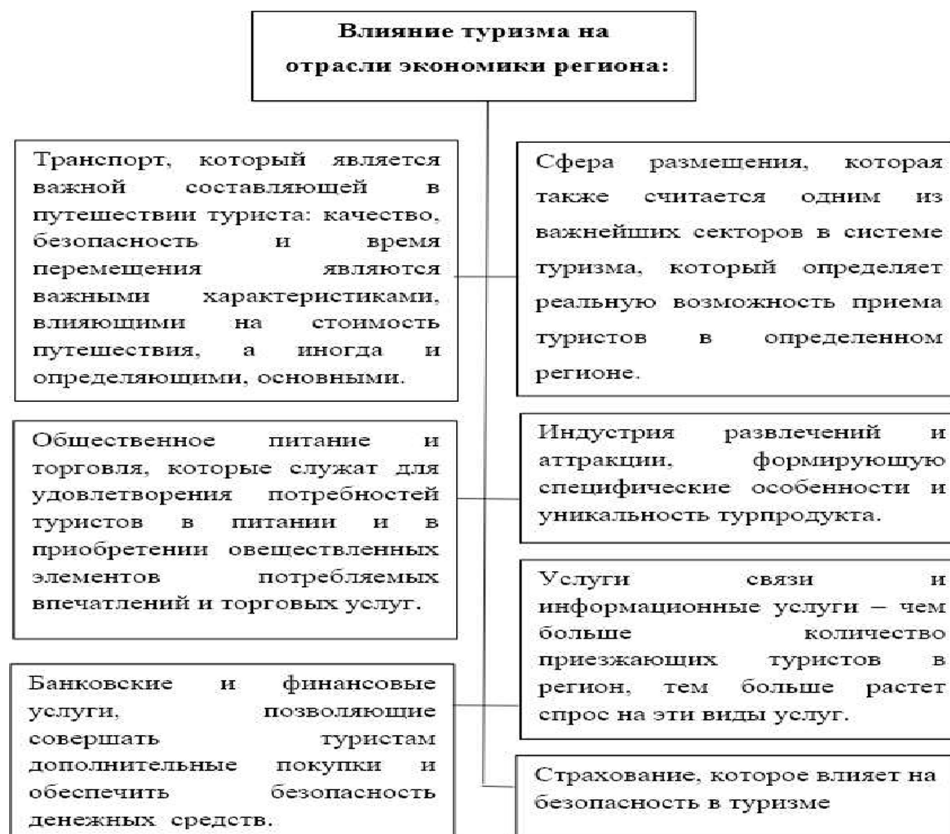 Влияние туризма на
отрасли экономики региона:
Транспорт, который является
важной составляющей в
путешествии туриста: качество,
безопасность и время
перемещения являются
важными характеристиками,
влияющими на стоимость
путешествия, а иногда и
определяющими, основными.
Сфера размещения, которая
также считается одним из
важнейших секторов в системе
туризма, который определяет
реальную возможность приема
туристов в определенном
регионе.
Общественное питание и
торговля, которые служат для
удовлетворения потребностей
туристов в питании и в
приобретении овеществленных
элементов потребляемых
впечатлений и торговых услуг.
Индустрия развлечений и
аттракции, формирующую
специфические особенности и
уникальность турпродукта.
Услуги связи и
информационные услуги – чем
больше количество
приезжающих туристов в
регион, тем больше растет
спрос на эти виды услуг.
Банковские и финансовые
услуги, позволяющие
совершать туристам
дополнительные покупки и
обеспечить безопасность
денежных средств.
Страхование, которое влияет на
безопасность в туризме